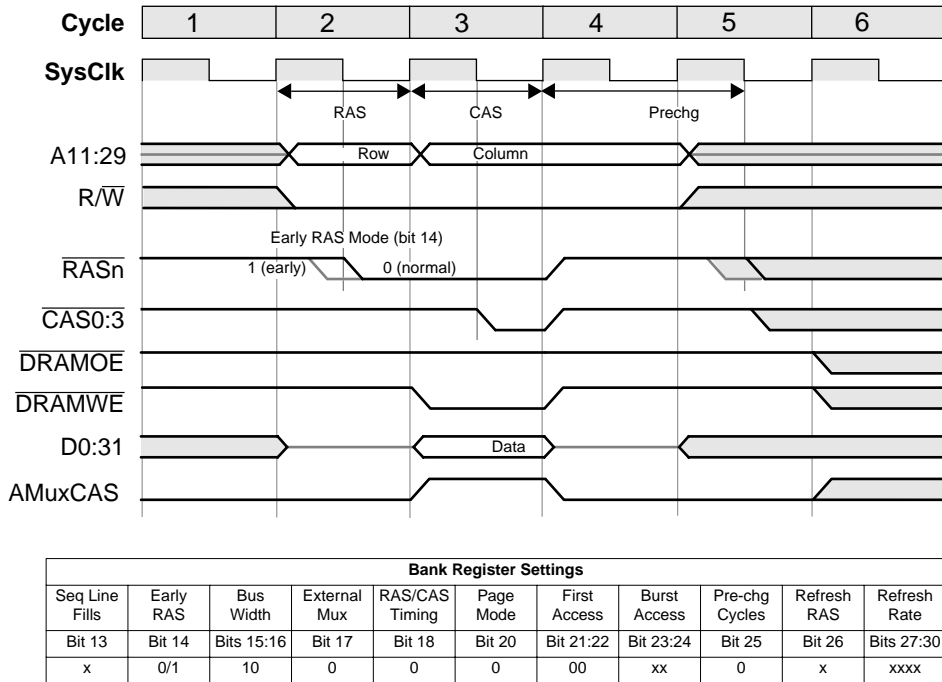 Cycle 1 2 3 4 5 6
SysClk
RAS CAS Prechg
A11:29 Row Column
R/W̅
Early RAS Mode (bit 14)
R̅A̅S̅n̅ 1 (early) 0 (normal)
C̅A̅S̅0:3
D̅R̅A̅M̅O̅E̅
D̅R̅A̅M̅W̅E̅
D0:31 Data
AMuxCAS
Bank Register Settings
Seq Line Fills Early RAS Bus Width External Mux RAS/CAS Timing Page Mode First Access Burst Access Pre-chg Cycles Refresh RAS Refresh Rate
Bit 13 Bit 14 Bits 15:16 Bit 17 Bit 18 Bit 20 Bit 21:22 Bit 23:24 Bit 25 Bit 26 Bits 27:30
x 0/1 10 0 0 0 00 xx 0 x xxxx